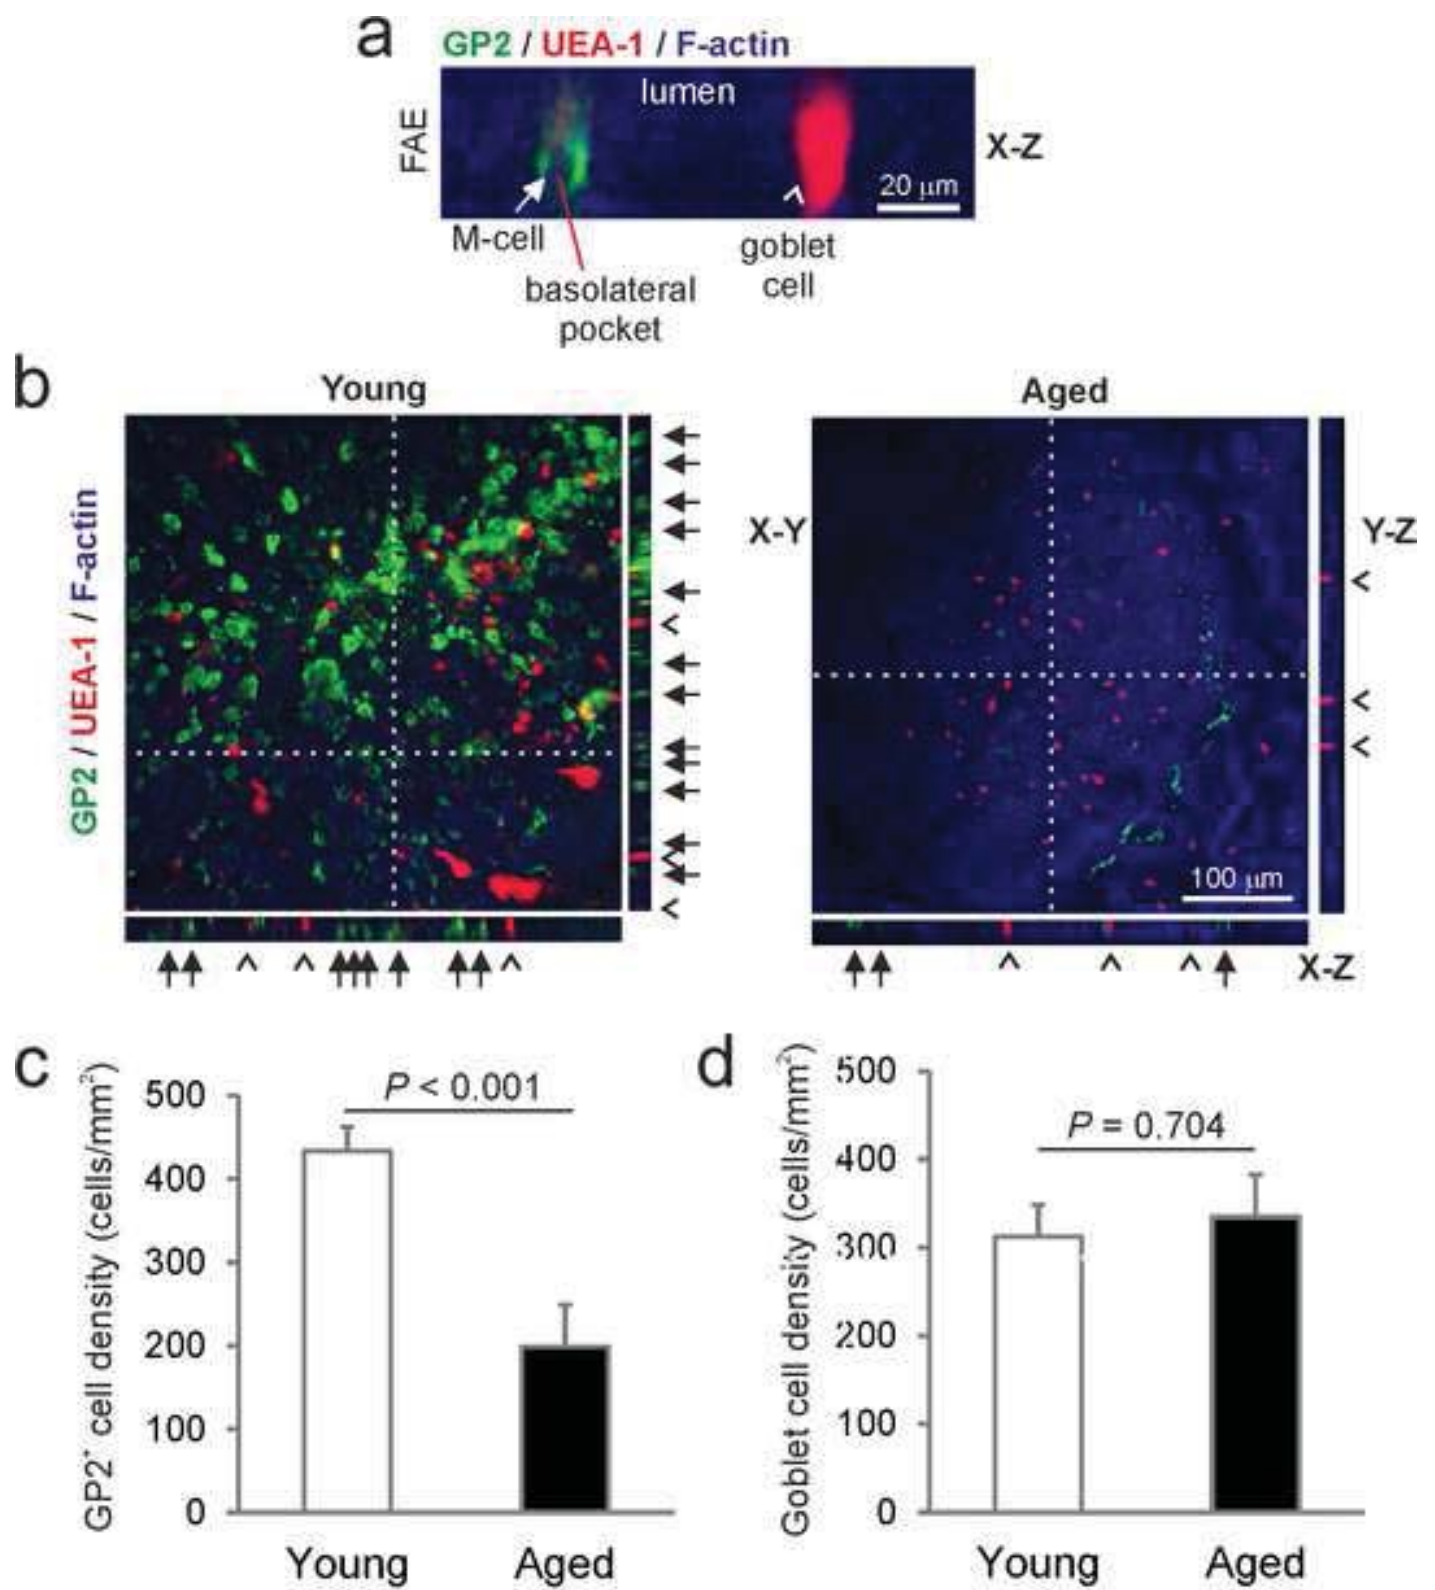 a
GP2 / UEA-1 / F-actin
lumen
FAE
X-Z
20 μm
M-cell
goblet
cell
basolateral
pocket
b
Young
Aged
GP2 / UEA-1 / F-actin
X-Y
Y-Z
100 μm
X-Z
c
GP2⁺ cell density (cells/mm²)
500
400
300
200
100
0
P < 0.001
Young
Aged
d
Goblet cell density (cells/mm²)
500
400
300
200
100
0
P = 0.704
Young
Aged